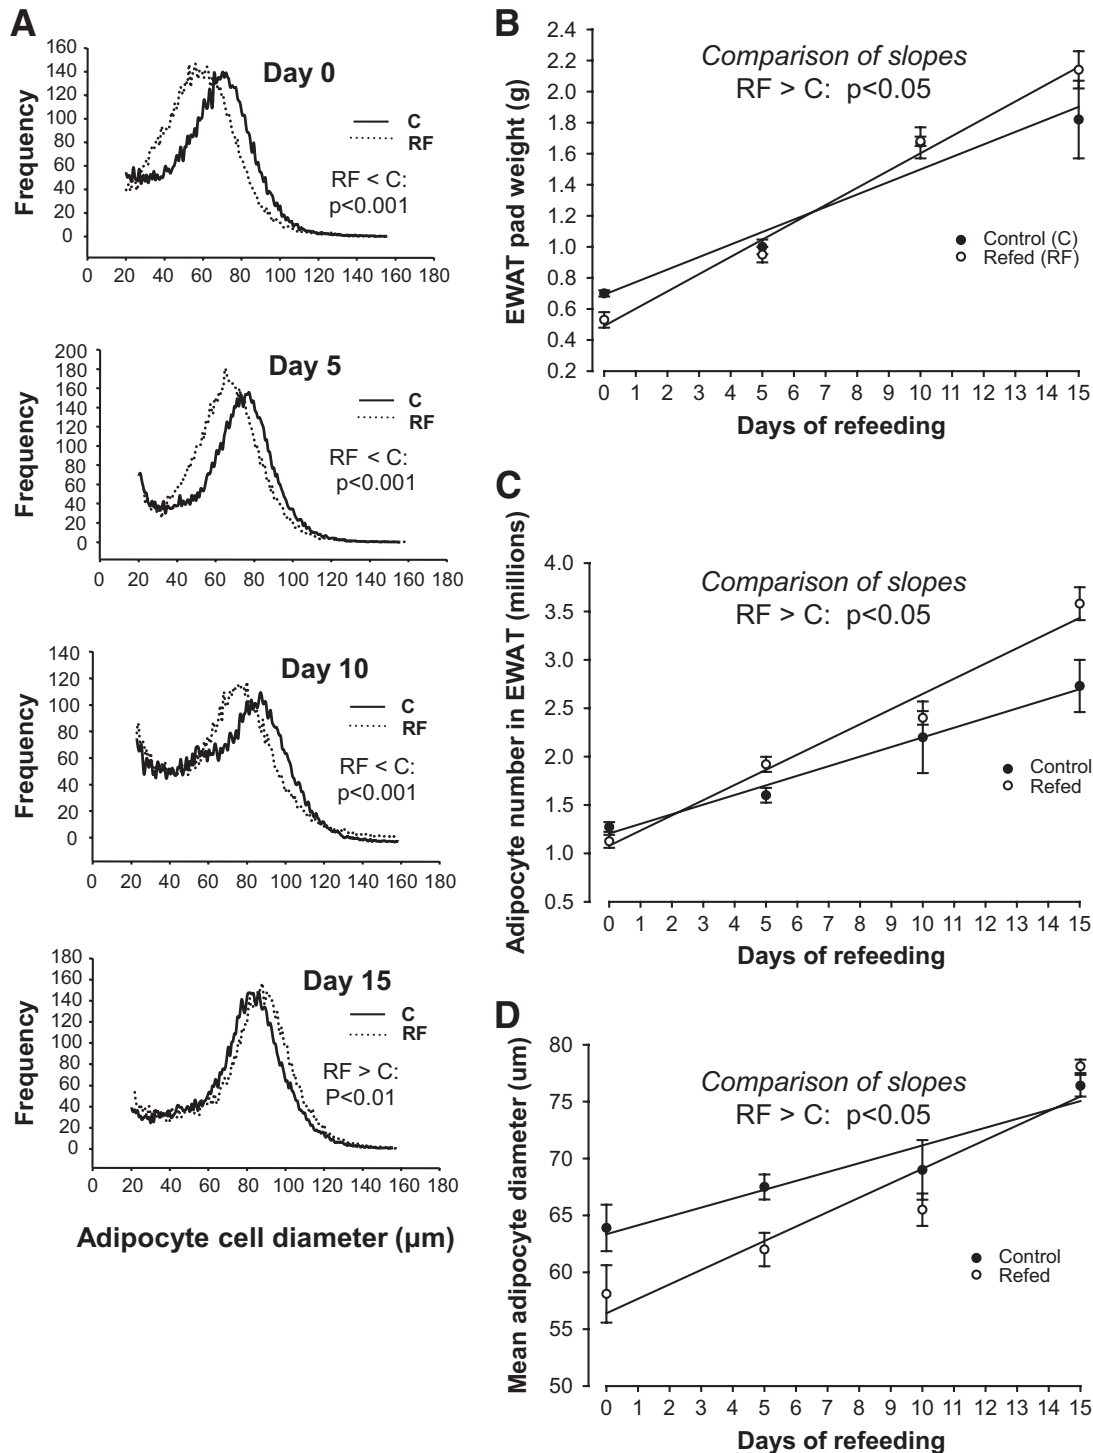 A
160
140
120
100
80
60
40
20
0
Frequency
Day 0
C
RF
RF < C:
p<0.001
0 20 40 60 80 100 120 140 160 180
200
180
160
140
120
100
80
60
40
20
0
Frequency
Day 5
C
RF
RF < C:
p<0.001
0 20 40 60 80 100 120 140 160 180
140
120
100
80
60
40
20
0
Frequency
Day 10
C
RF
RF < C:
p<0.001
0 20 40 60 80 100 120 140 160 180
180
160
140
120
100
80
60
40
20
0
Frequency
Day 15
C
RF
RF > C:
P<0.01
0 20 40 60 80 100 120 140 160 180
Adipocyte cell diameter (µm)
B
2.4
2.2
2.0
1.8
1.6
1.4
1.2
1.0
0.8
0.6
0.4
0.2
EWAT pad weight (g)
Comparison of slopes
RF > C: p<0.05
Control (C)
Refed (RF)
0 1 2 3 4 5 6 7 8 9 10 11 12 13 14 15
Days of refeeding
C
4.0
3.5
3.0
2.5
2.0
1.5
1.0
0.5
Adipocyte number in EWAT (millions)
Comparison of slopes
RF > C: p<0.05
Control
Refed
0 1 2 3 4 5 6 7 8 9 10 11 12 13 14 15
Days of refeeding
D
80
75
70
65
60
55
50
Mean adipocyte diameter (um)
Comparison of slopes
RF > C: p<0.05
Control
Refed
0 1 2 3 4 5 6 7 8 9 10 11 12 13 14 15
Days of refeeding